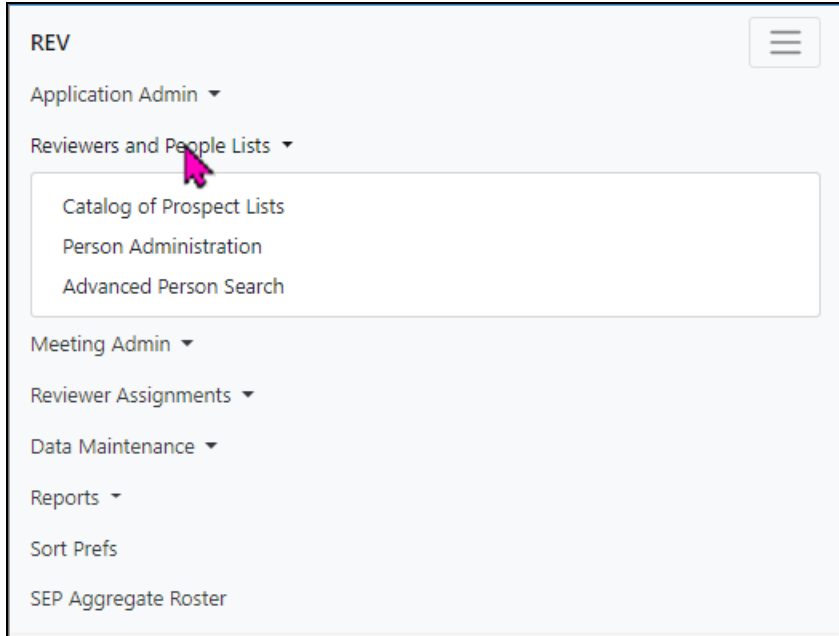 REV
Application Admin
Reviewers and People Lists
Catalog of Prospect Lists
Person Administration
Advanced Person Search
Meeting Admin
Reviewer Assignments
Data Maintenance
Reports
Sort Prefs
SEP Aggregate Roster